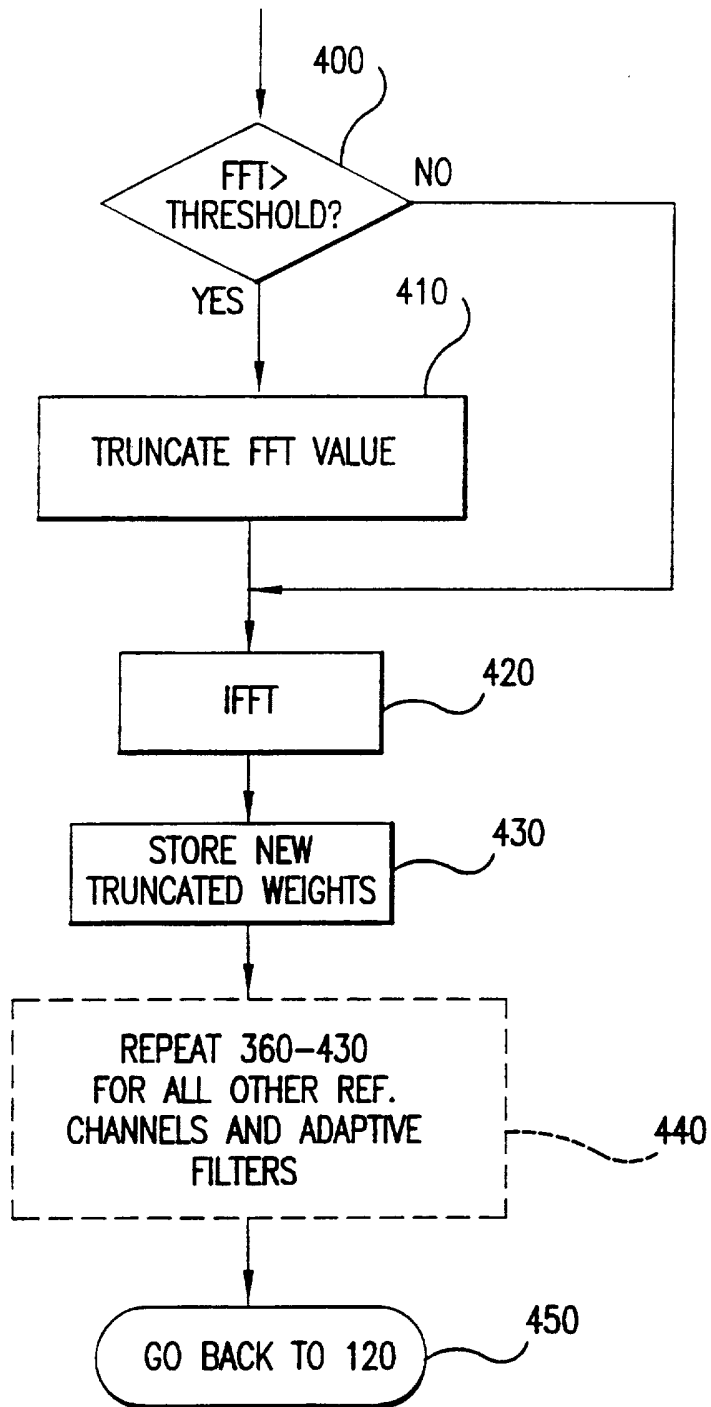 400
FFT>
THRESHOLD?
NO
YES
410
TRUNCATE FFT VALUE
IFFT
420
STORE NEW
TRUNCATED WEIGHTS
430
REPEAT 360-430
FOR ALL OTHER REF.
CHANNELS AND ADAPTIVE
FILTERS
440
GO BACK TO 120
450